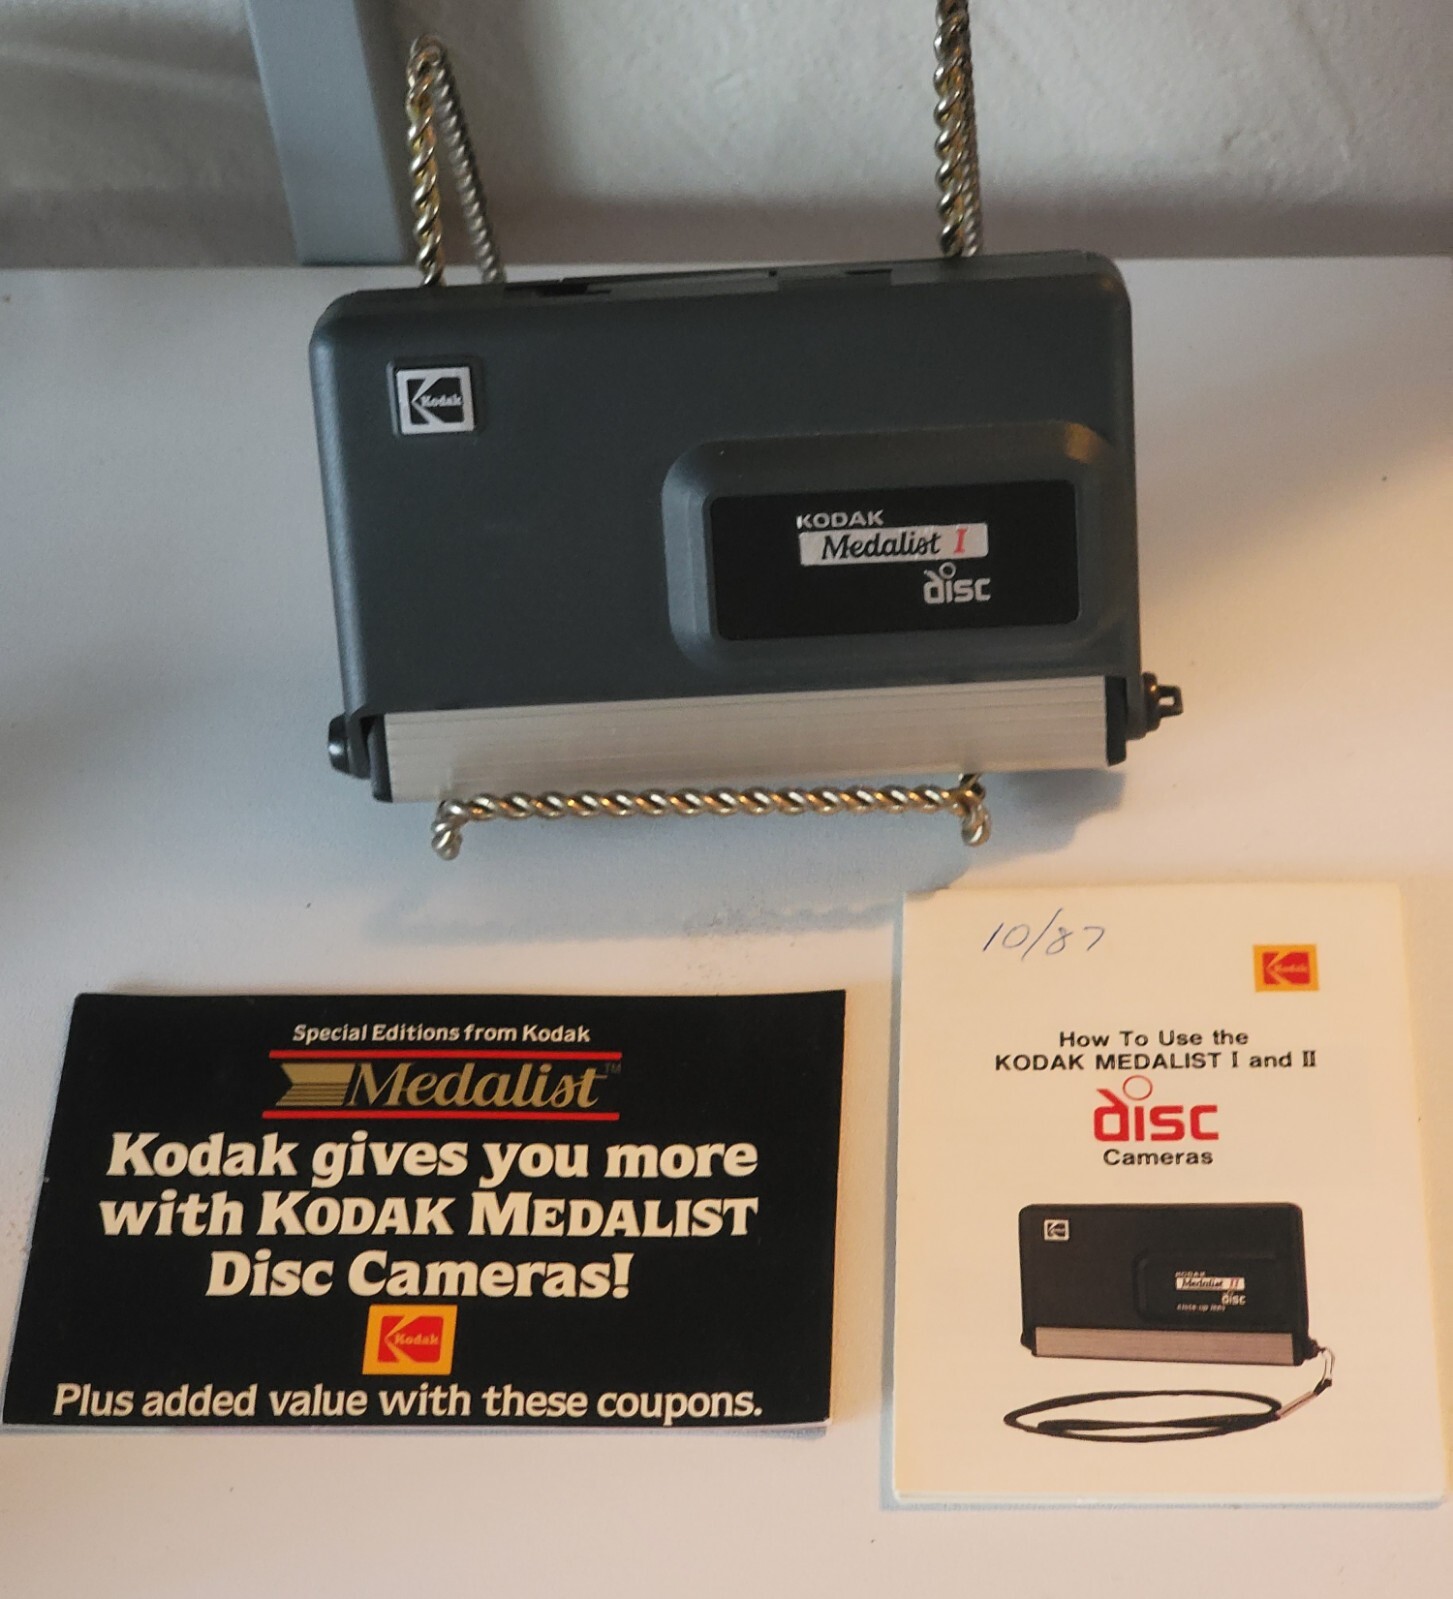 Kodak
KODAK
Medalist I
disc
Special Editions from Kodak
Medalist™
Kodak gives you more
with KODAK MEDALIST
Disc Cameras!
Kodak
Plus added value with these coupons.
10/87
Kodak
How To Use the
KODAK MEDALIST I and II
disc
Cameras
KODAK
Medalist II
disc